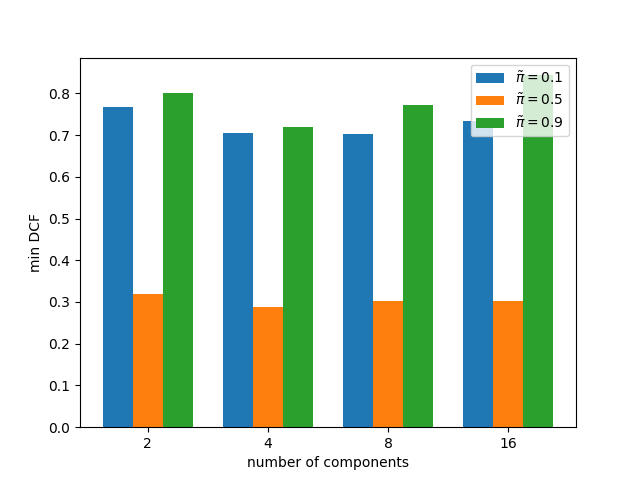 π̃ = 0.1
π̃ = 0.5
π̃ = 0.9
min DCF
0.8
0.7
0.6
0.5
0.4
0.3
0.2
0.1
0.0
2 4 8 16
number of components